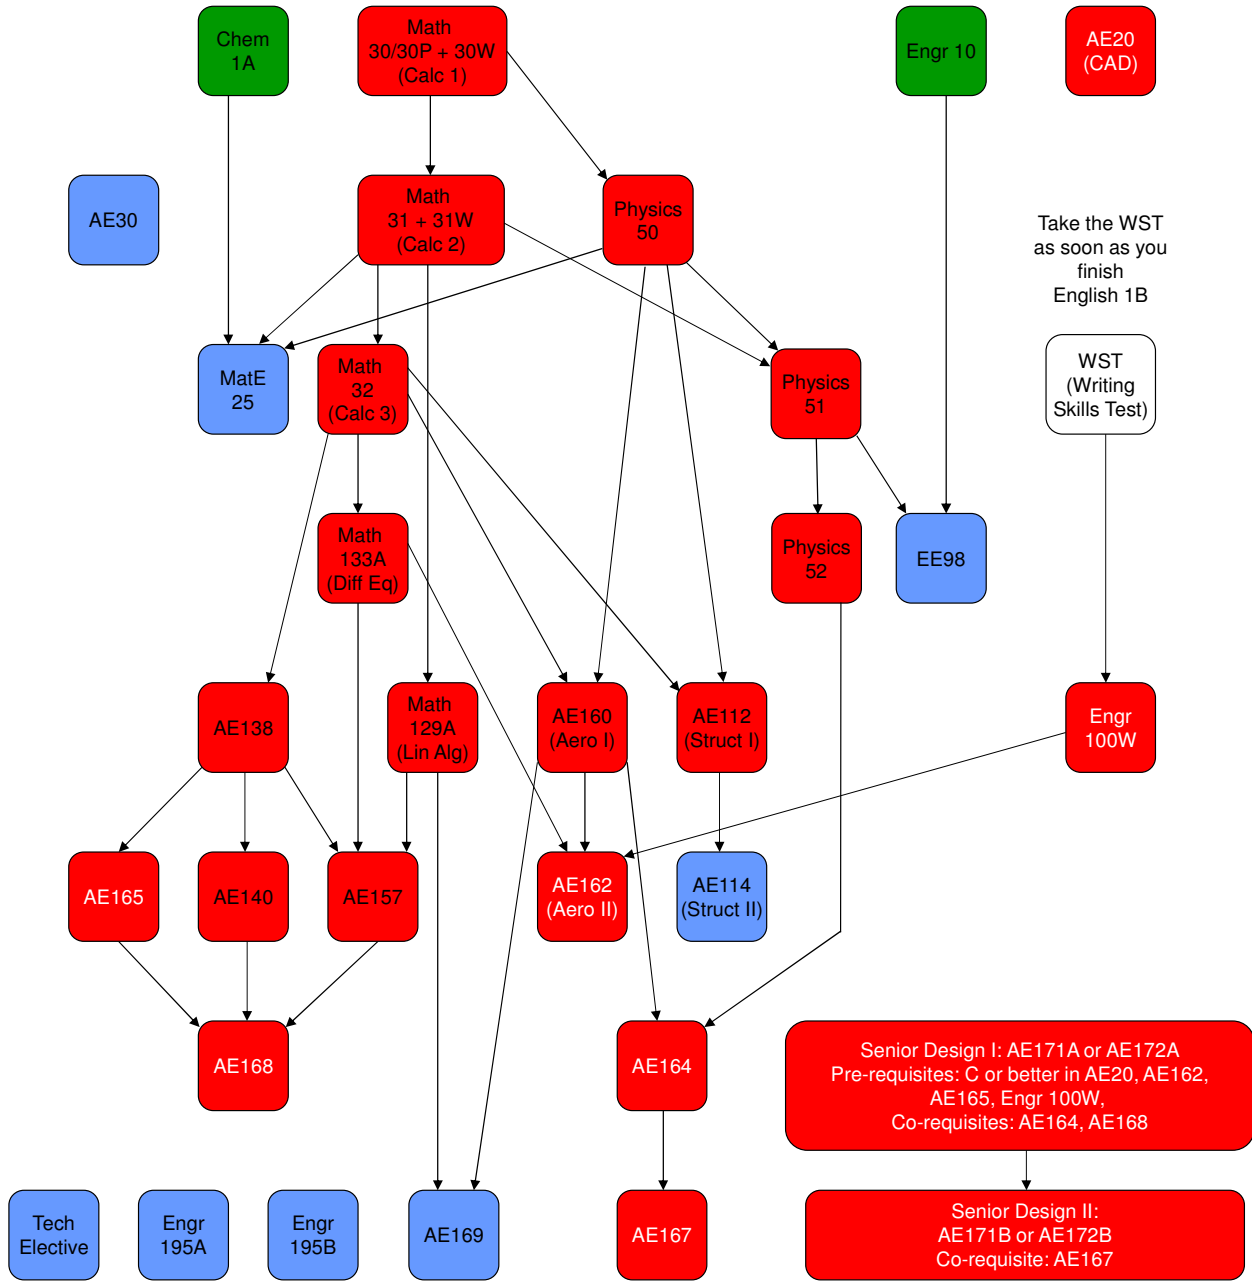 Chem
1A
Math
30/30P + 30W
(Calc 1)
Engr 10
AE20
(CAD)
AE30
Math
31 + 31W
(Calc 2)
Physics
50
Take the WST
as soon as you
finish
English 1B
MatE
25
Math
32
(Calc 3)
Physics
51
WST
(Writing
Skills Test)
Math
133A
(Diff Eq)
Physics
52
EE98
AE138
Math
129A
(Lin Alg)
AE160
(Aero I)
AE112
(Struct I)
Engr
100W
AE165
AE140
AE157
AE162
(Aero II)
AE114
(Struct II)
AE168
AE164
Senior Design I: AE171A or AE172A
Pre-requisites: C or better in AE20, AE162,
AE165, Engr 100W,
Co-requisites: AE164, AE168
Tech
Elective
Engr
195A
Engr
195B
AE169
AE167
Senior Design II:
AE171B or AE172B
Co-requisite: AE167